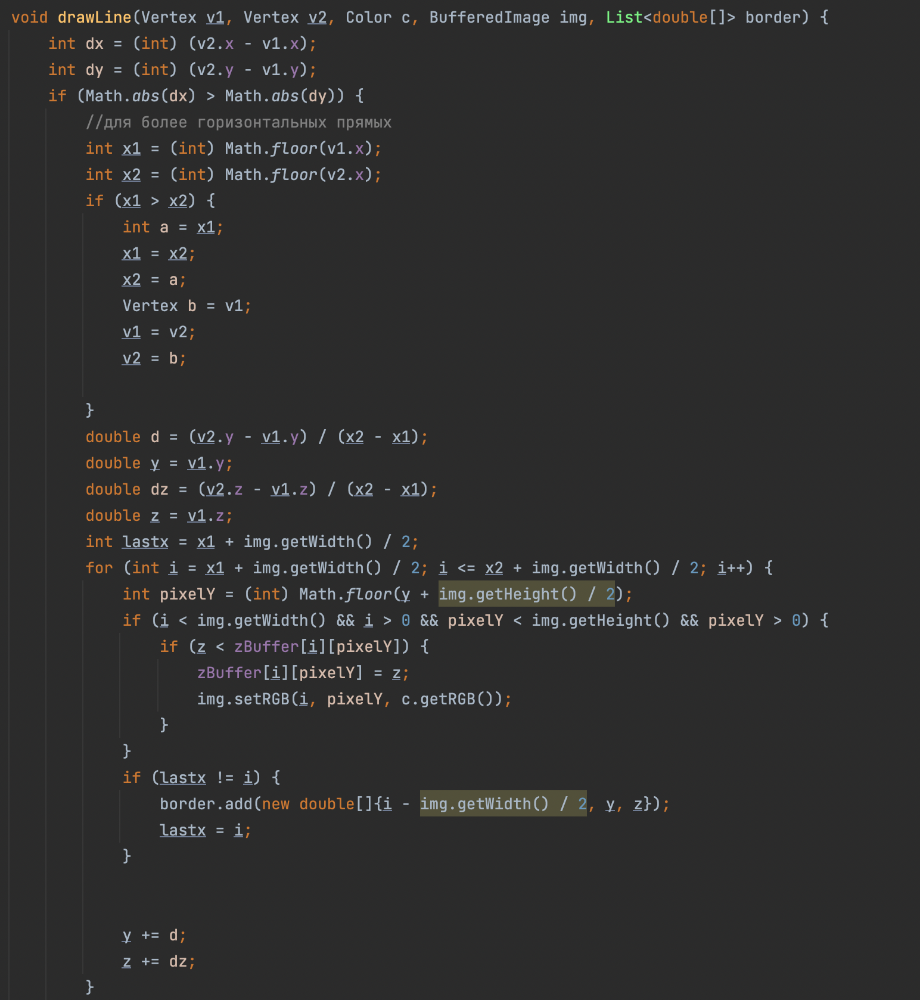 void drawLine(Vertex v1, Vertex v2, Color c, BufferedImage img, List<double[]> border) {
    int dx = (int) (v2.x - v1.x);
    int dy = (int) (v2.y - v1.y);
    if (Math.abs(dx) > Math.abs(dy)) {
        //для более горизонтальных прямых
        int x1 = (int) Math.floor(v1.x);
        int x2 = (int) Math.floor(v2.x);
        if (x1 > x2) {
            int a = x1;
            x1 = x2;
            x2 = a;
            Vertex b = v1;
            v1 = v2;
            v2 = b;
        }
        double d = (v2.y - v1.y) / (x2 - x1);
        double y = v1.y;
        double dz = (v2.z - v1.z) / (x2 - x1);
        double z = v1.z;
        int lastx = x1 + img.getWidth() / 2;
        for (int i = x1 + img.getWidth() / 2; i <= x2 + img.getWidth() / 2; i++) {
            int pixelY = (int) Math.floor(y + img.getHeight() / 2);
            if (i < img.getWidth() && i > 0 && pixelY < img.getHeight() && pixelY > 0) {
                if (z < zBuffer[i][pixelY]) {
                    zBuffer[i][pixelY] = z;
                    img.setRGB(i, pixelY, c.getRGB());
                }
            }
            if (lastx != i) {
                border.add(new double[]{i - img.getWidth() / 2, y, z});
                lastx = i;
            }
            y += d;
            z += dz;
        }